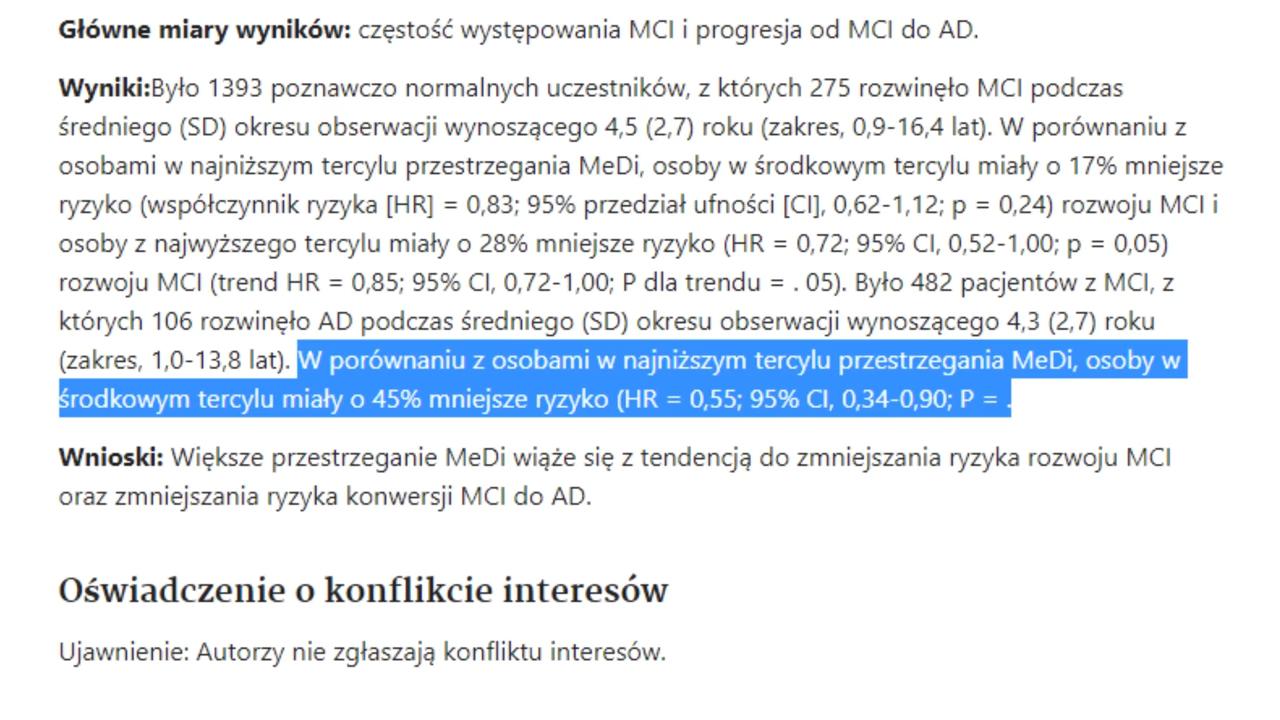 Główne miary wyników: częstość występowania MCI i progresja od MCI do AD.
Wyniki:Było 1393 poznawczo normalnych uczestników, z których 275 rozwinęło MCI podczas
średniego (SD) okresu obserwacji wynoszącego 4,5 (2,7) roku (zakres, 0,9-16,4 lat). W porównaniu z
osobami w najniższym tercylu przestrzegania MeDi, osoby w środkowym tercylu miały o 17% mniejsze
ryzyko (współczynnik ryzyka [HR] = 0,83; 95% przedział ufności [CI], 0,62-1,12; p = 0,24) rozwoju MCI i
osoby z najwyższego tercylu miały o 28% mniejsze ryzyko (HR = 0,72; 95% CI, 0,52-1,00; p = 0,05)
rozwoju MCI (trend HR = 0,85; 95% CI, 0,72-1,00; P dla trendu = . 05). Było 482 pacjentów z MCI, z
których 106 rozwinęło AD podczas średniego (SD) okresu obserwacji wynoszącego 4,3 (2,7) roku
(zakres, 1,0-13,8 lat). W porównaniu z osobami w najniższym tercylu przestrzegania MeDi, osoby w
środkowym tercylu miały o 45% mniejsze ryzyko (HR = 0,55; 95% CI, 0,34-0,90; P = .
Wnioski: Większe przestrzeganie MeDi wiąże się z tendencją do zmniejszania ryzyka rozwoju MCI
oraz zmniejszania ryzyka konwersji MCI do AD.
Oświadczenie o konflikcie interesów
Ujawnienie: Autorzy nie zgłaszają konfliktu interesów.